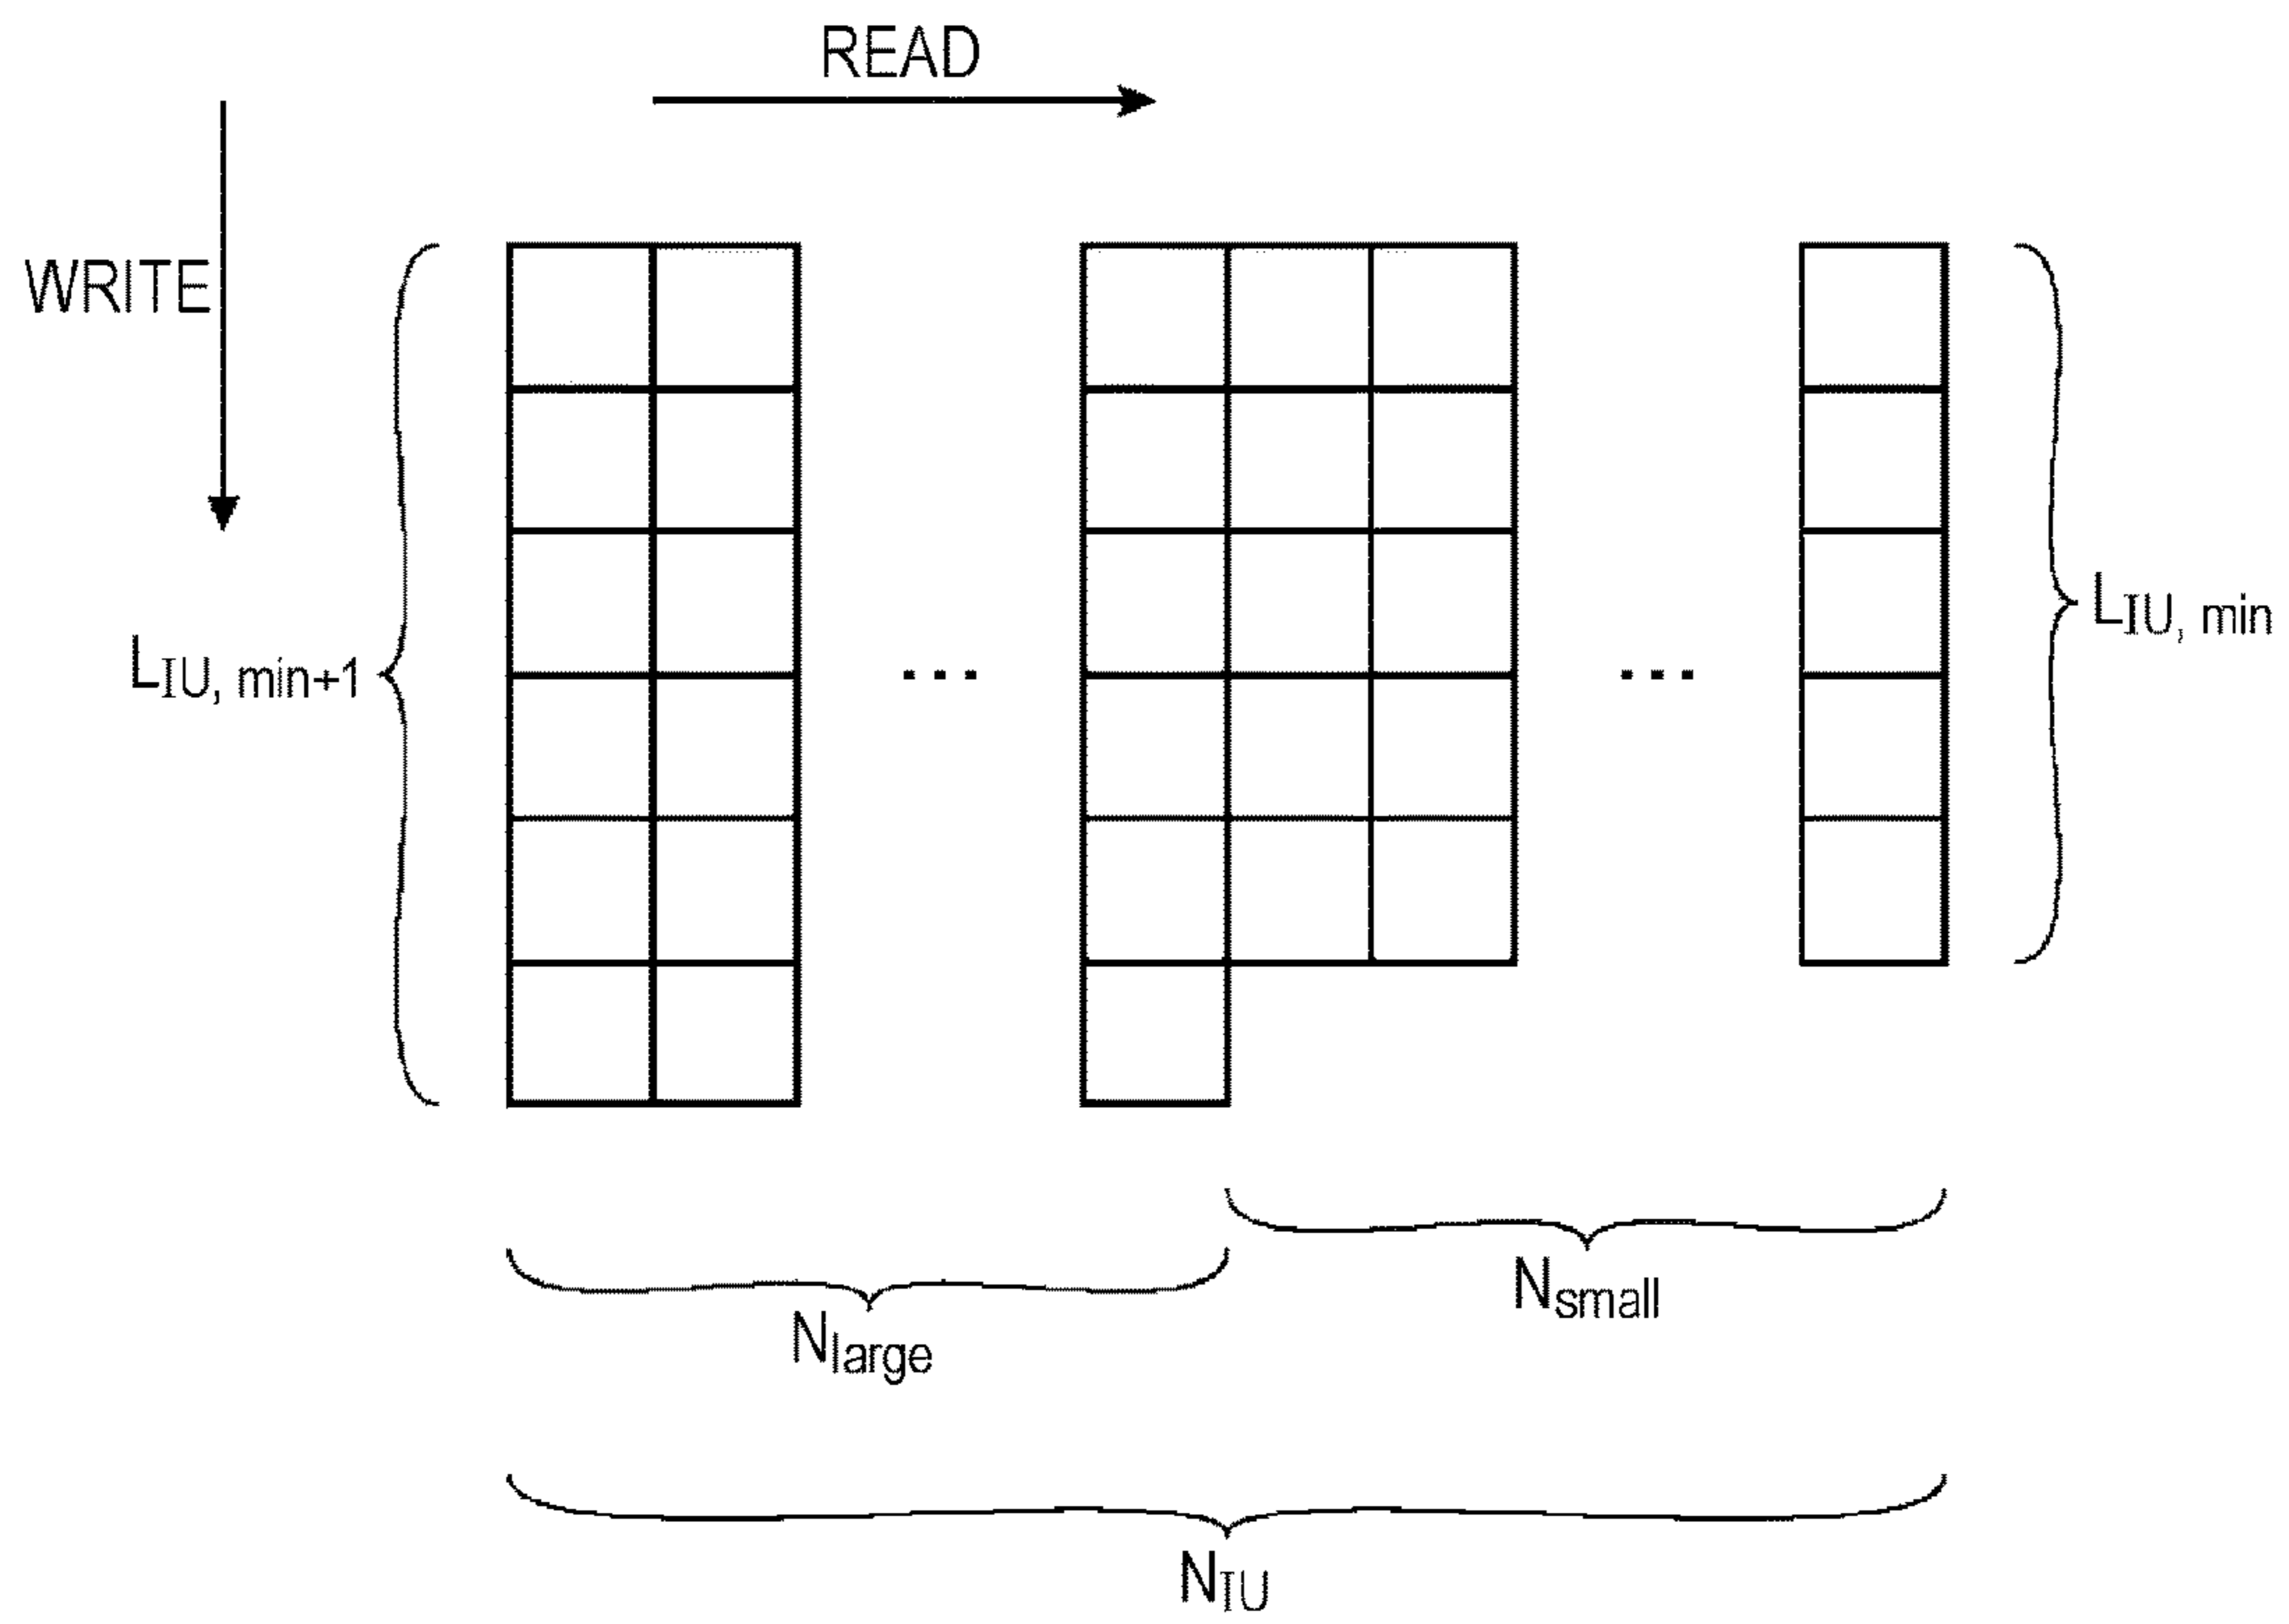 READ
WRITE
L_IU, min+1
...
...
L_IU, min
N_small
N_large
N_IU